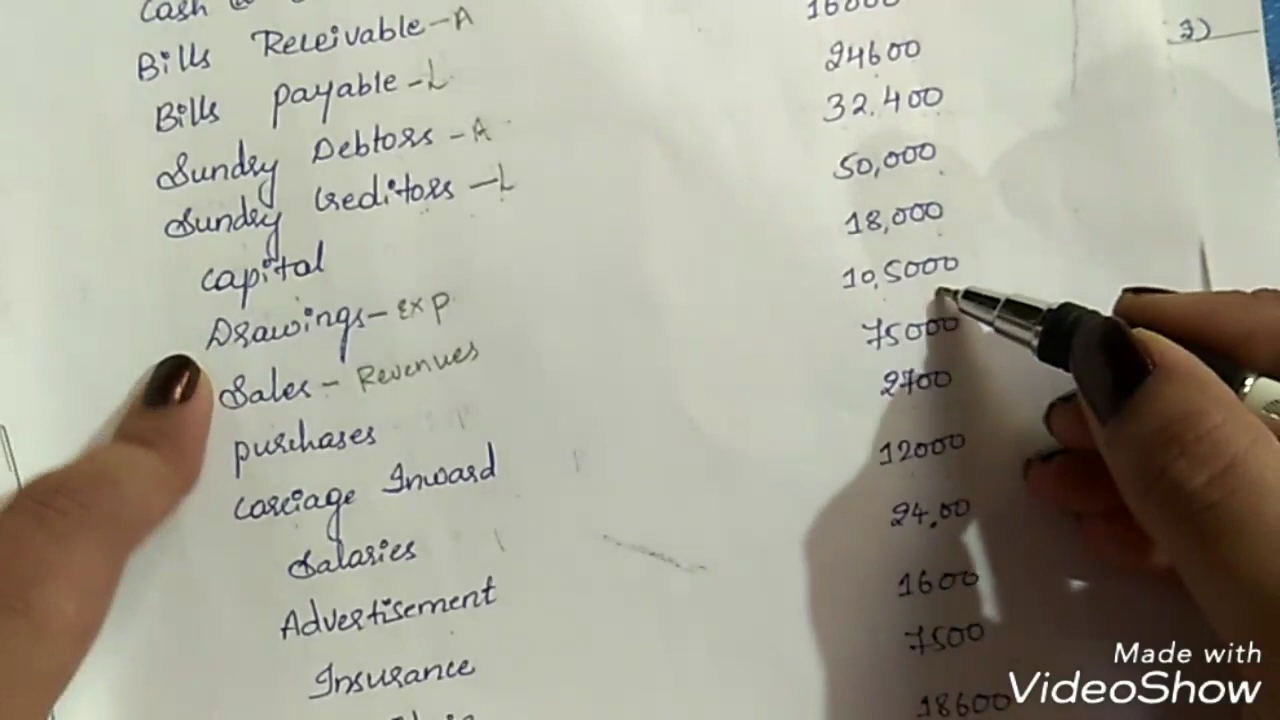 Cash @
Bills Receivable - A 16000
Bills payable - L 24600
Sundry Debtors - A 32.400
Sundry Creditors - L 50,000
capital 18,000
Drawings - exp 10,5000
Sales - Revenues 75000
purchases 2700
Carriage Inward 12000
Salaries 24,00
Advertisement 1600
Insurance 7500
18600
3)
Made with
VideoShow